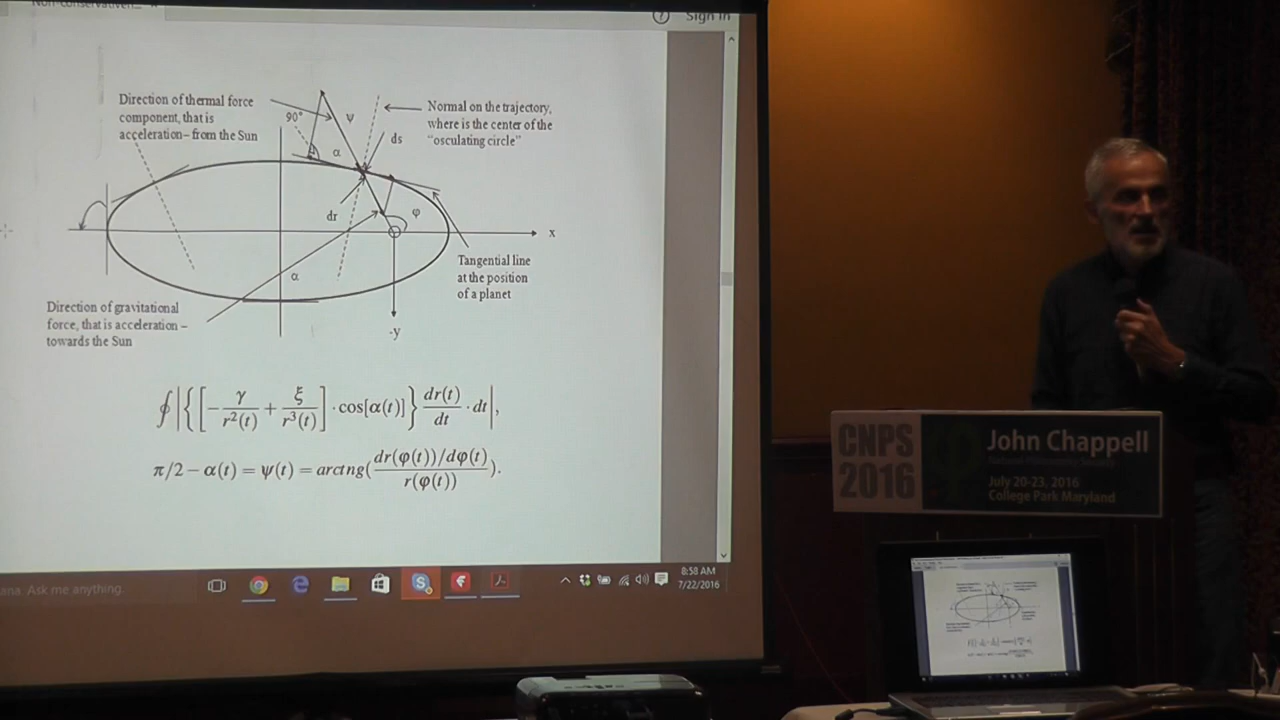 Sign in
Direction of thermal force
component, that is
acceleration– from the Sun
90°
ψ
α
ds
Normal on the trajectory,
where is the center of the
“osculating circle”
dr
φ
x
α
Tangential line
at the position
of a planet
Direction of gravitational
force, that is acceleration –
towards the Sun
-y
∮|{[-γ/r²(t) + ξ/r³(t)] · cos[α(t)]} dr(t)/dt · dt|,
π/2 − α(t) = ψ(t) = arctng(dr(φ(t))/dφ(t) / r(φ(t))).
Ask me anything.
8:58 AM
7/22/2016
CNPS
2016
John Chappell
July 20-23, 2016
College Park Maryland